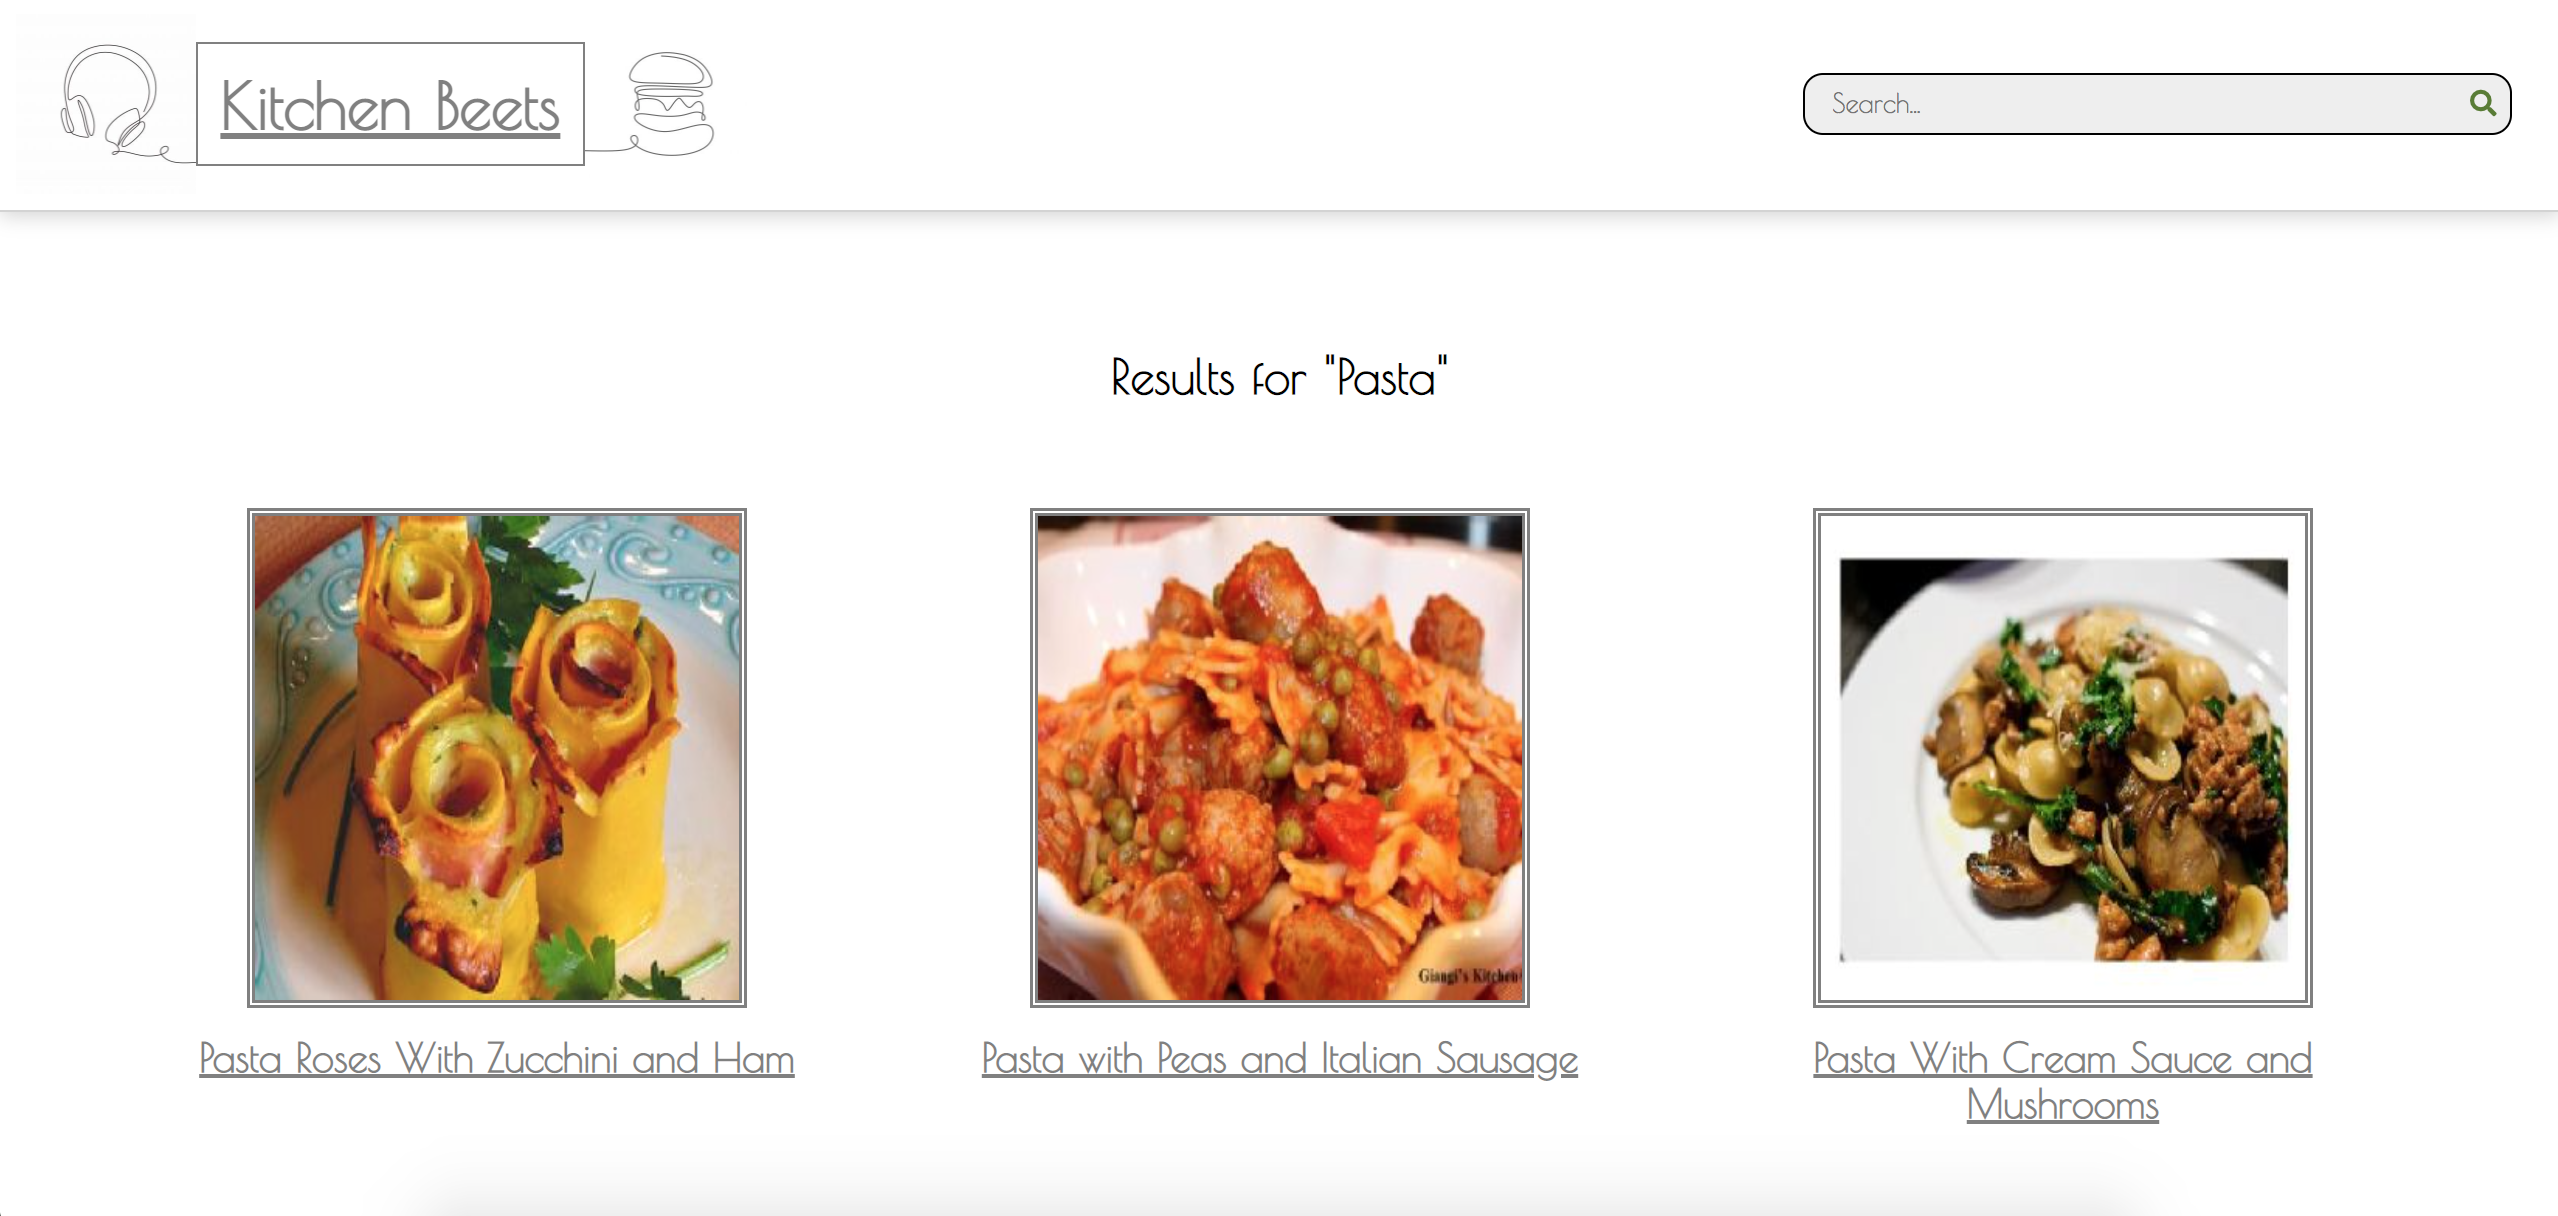 Kitchen Beets
Search...
Results for "Pasta"
Giangi's Kitchen
Pasta Roses With Zucchini and Ham
Pasta with Peas and Italian Sausage
Pasta With Cream Sauce and
Mushrooms